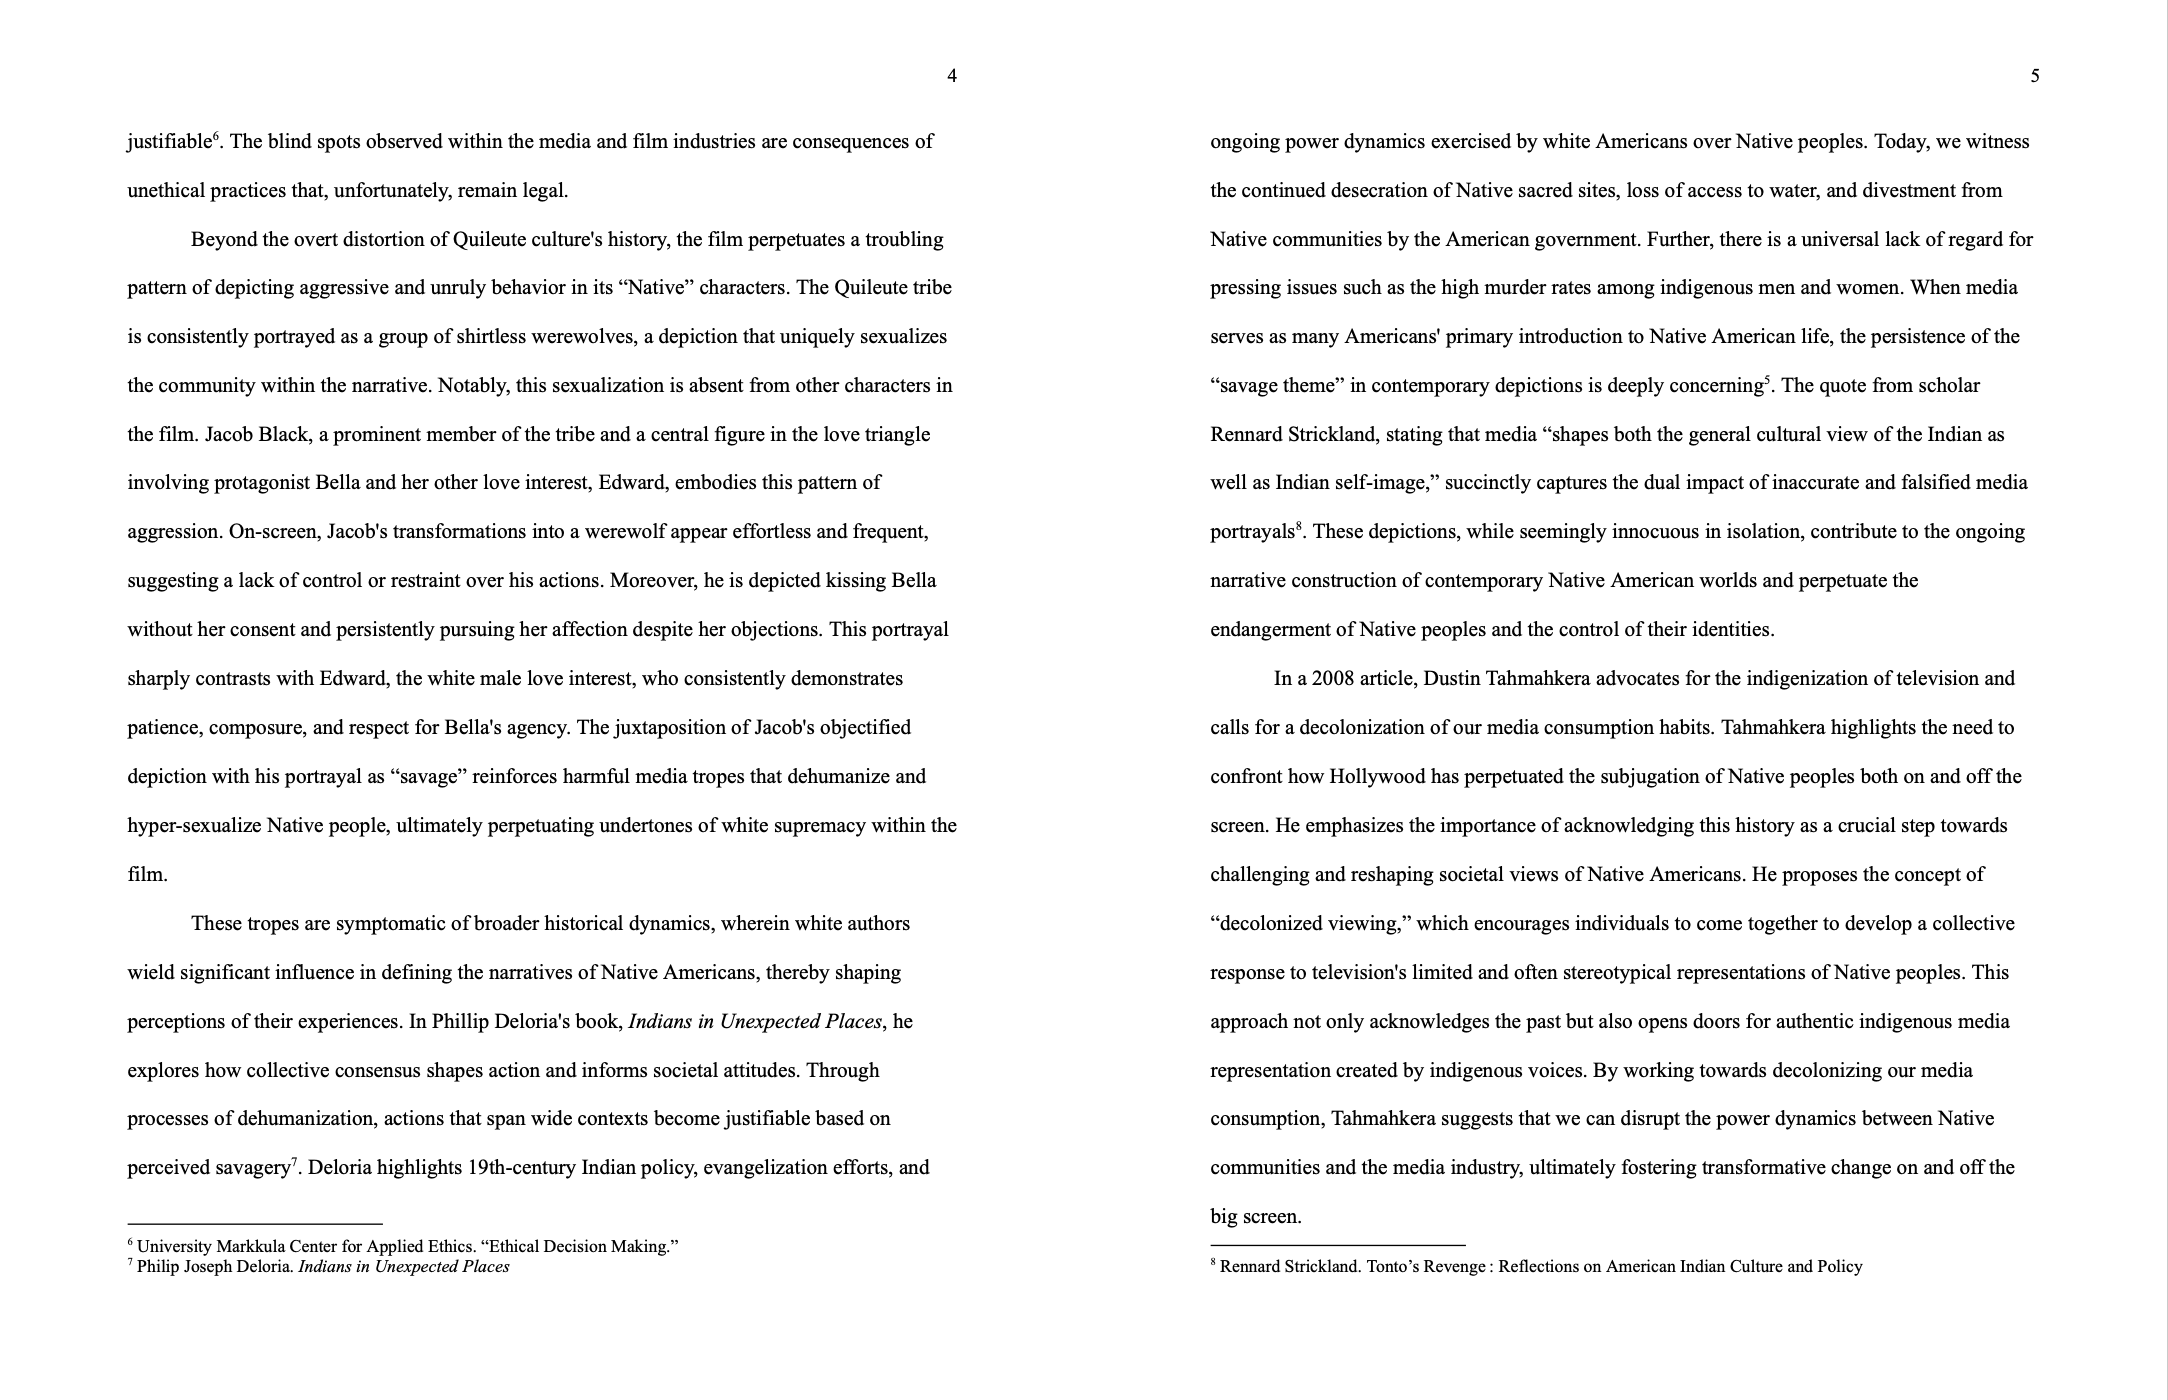 4
justifiable⁶. The blind spots observed within the media and film industries are consequences of
unethical practices that, unfortunately, remain legal.
Beyond the overt distortion of Quileute culture's history, the film perpetuates a troubling
pattern of depicting aggressive and unruly behavior in its “Native” characters. The Quileute tribe
is consistently portrayed as a group of shirtless werewolves, a depiction that uniquely sexualizes
the community within the narrative. Notably, this sexualization is absent from other characters in
the film. Jacob Black, a prominent member of the tribe and a central figure in the love triangle
involving protagonist Bella and her other love interest, Edward, embodies this pattern of
aggression. On-screen, Jacob's transformations into a werewolf appear effortless and frequent,
suggesting a lack of control or restraint over his actions. Moreover, he is depicted kissing Bella
without her consent and persistently pursuing her affection despite her objections. This portrayal
sharply contrasts with Edward, the white male love interest, who consistently demonstrates
patience, composure, and respect for Bella's agency. The juxtaposition of Jacob's objectified
depiction with his portrayal as “savage” reinforces harmful media tropes that dehumanize and
hyper-sexualize Native people, ultimately perpetuating undertones of white supremacy within the
film.
These tropes are symptomatic of broader historical dynamics, wherein white authors
wield significant influence in defining the narratives of Native Americans, thereby shaping
perceptions of their experiences. In Phillip Deloria's book, Indians in Unexpected Places, he
explores how collective consensus shapes action and informs societal attitudes. Through
processes of dehumanization, actions that span wide contexts become justifiable based on
perceived savagery⁷. Deloria highlights 19th-century Indian policy, evangelization efforts, and
⁶ University Markkula Center for Applied Ethics. “Ethical Decision Making.”
⁷ Philip Joseph Deloria. Indians in Unexpected Places
5
ongoing power dynamics exercised by white Americans over Native peoples. Today, we witness
the continued desecration of Native sacred sites, loss of access to water, and divestment from
Native communities by the American government. Further, there is a universal lack of regard for
pressing issues such as the high murder rates among indigenous men and women. When media
serves as many Americans' primary introduction to Native American life, the persistence of the
“savage theme” in contemporary depictions is deeply concerning⁵. The quote from scholar
Rennard Strickland, stating that media “shapes both the general cultural view of the Indian as
well as Indian self-image,” succinctly captures the dual impact of inaccurate and falsified media
portrayals⁸. These depictions, while seemingly innocuous in isolation, contribute to the ongoing
narrative construction of contemporary Native American worlds and perpetuate the
endangerment of Native peoples and the control of their identities.
In a 2008 article, Dustin Tahmahkera advocates for the indigenization of television and
calls for a decolonization of our media consumption habits. Tahmahkera highlights the need to
confront how Hollywood has perpetuated the subjugation of Native peoples both on and off the
screen. He emphasizes the importance of acknowledging this history as a crucial step towards
challenging and reshaping societal views of Native Americans. He proposes the concept of
“decolonized viewing,” which encourages individuals to come together to develop a collective
response to television's limited and often stereotypical representations of Native peoples. This
approach not only acknowledges the past but also opens doors for authentic indigenous media
representation created by indigenous voices. By working towards decolonizing our media
consumption, Tahmahkera suggests that we can disrupt the power dynamics between Native
communities and the media industry, ultimately fostering transformative change on and off the
big screen.
⁸ Rennard Strickland. Tonto’s Revenge : Reflections on American Indian Culture and Policy